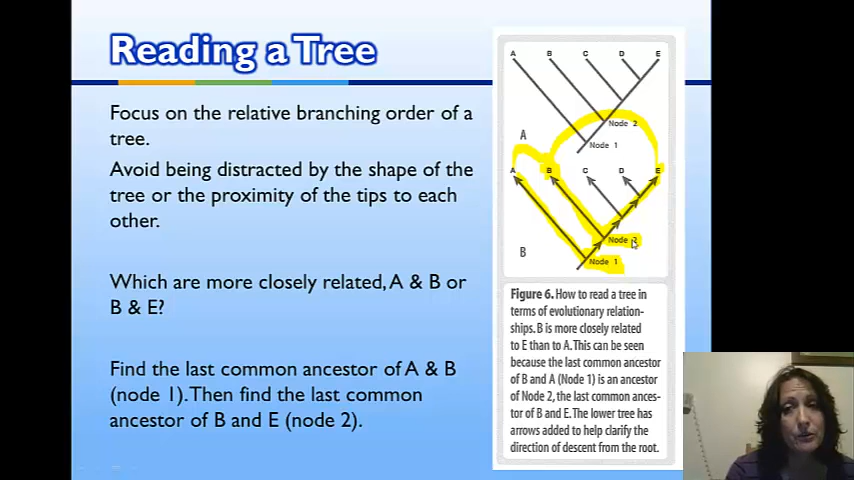 Reading a Tree
Focus on the relative branching order of a
tree.
Avoid being distracted by the shape of the
tree or the proximity of the tips to each
other.
Which are more closely related, A & B or
B & E?
Find the last common ancestor of A & B
(node 1). Then find the last common
ancestor of B and E (node 2).
A B C D E
Node 2
A
Node 1
A B C D E
Node 2
B
Node 1
Figure 6. How to read a tree in
terms of evolutionary relation-
ships. B is more closely related
to E than to A. This can be seen
because the last common ancestor
of B and A (Node 1) is an ancestor
of Node 2, the last common ances-
tor of B and E. The lower tree has
arrows added to help clarify the
direction of descent from the root.